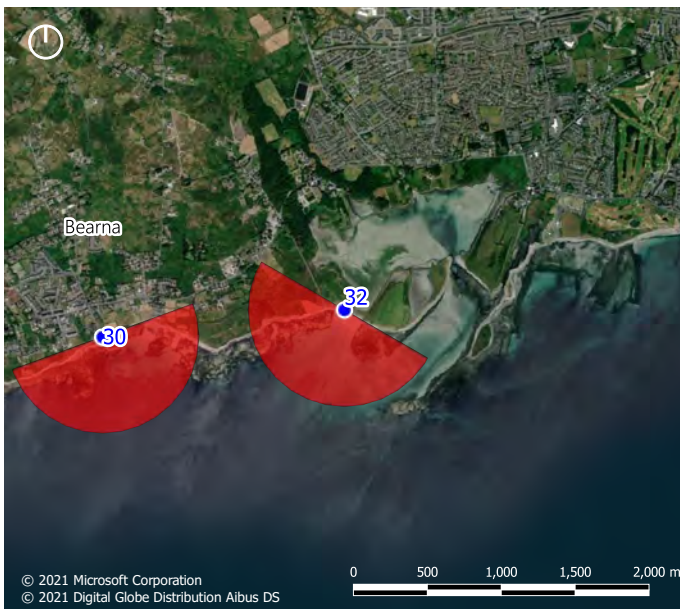 Bearna
32
30
0 500 1,000 1,500 2,000 m
© 2021 Microsoft Corporation
© 2021 Digital Globe Distribution Aibus DS